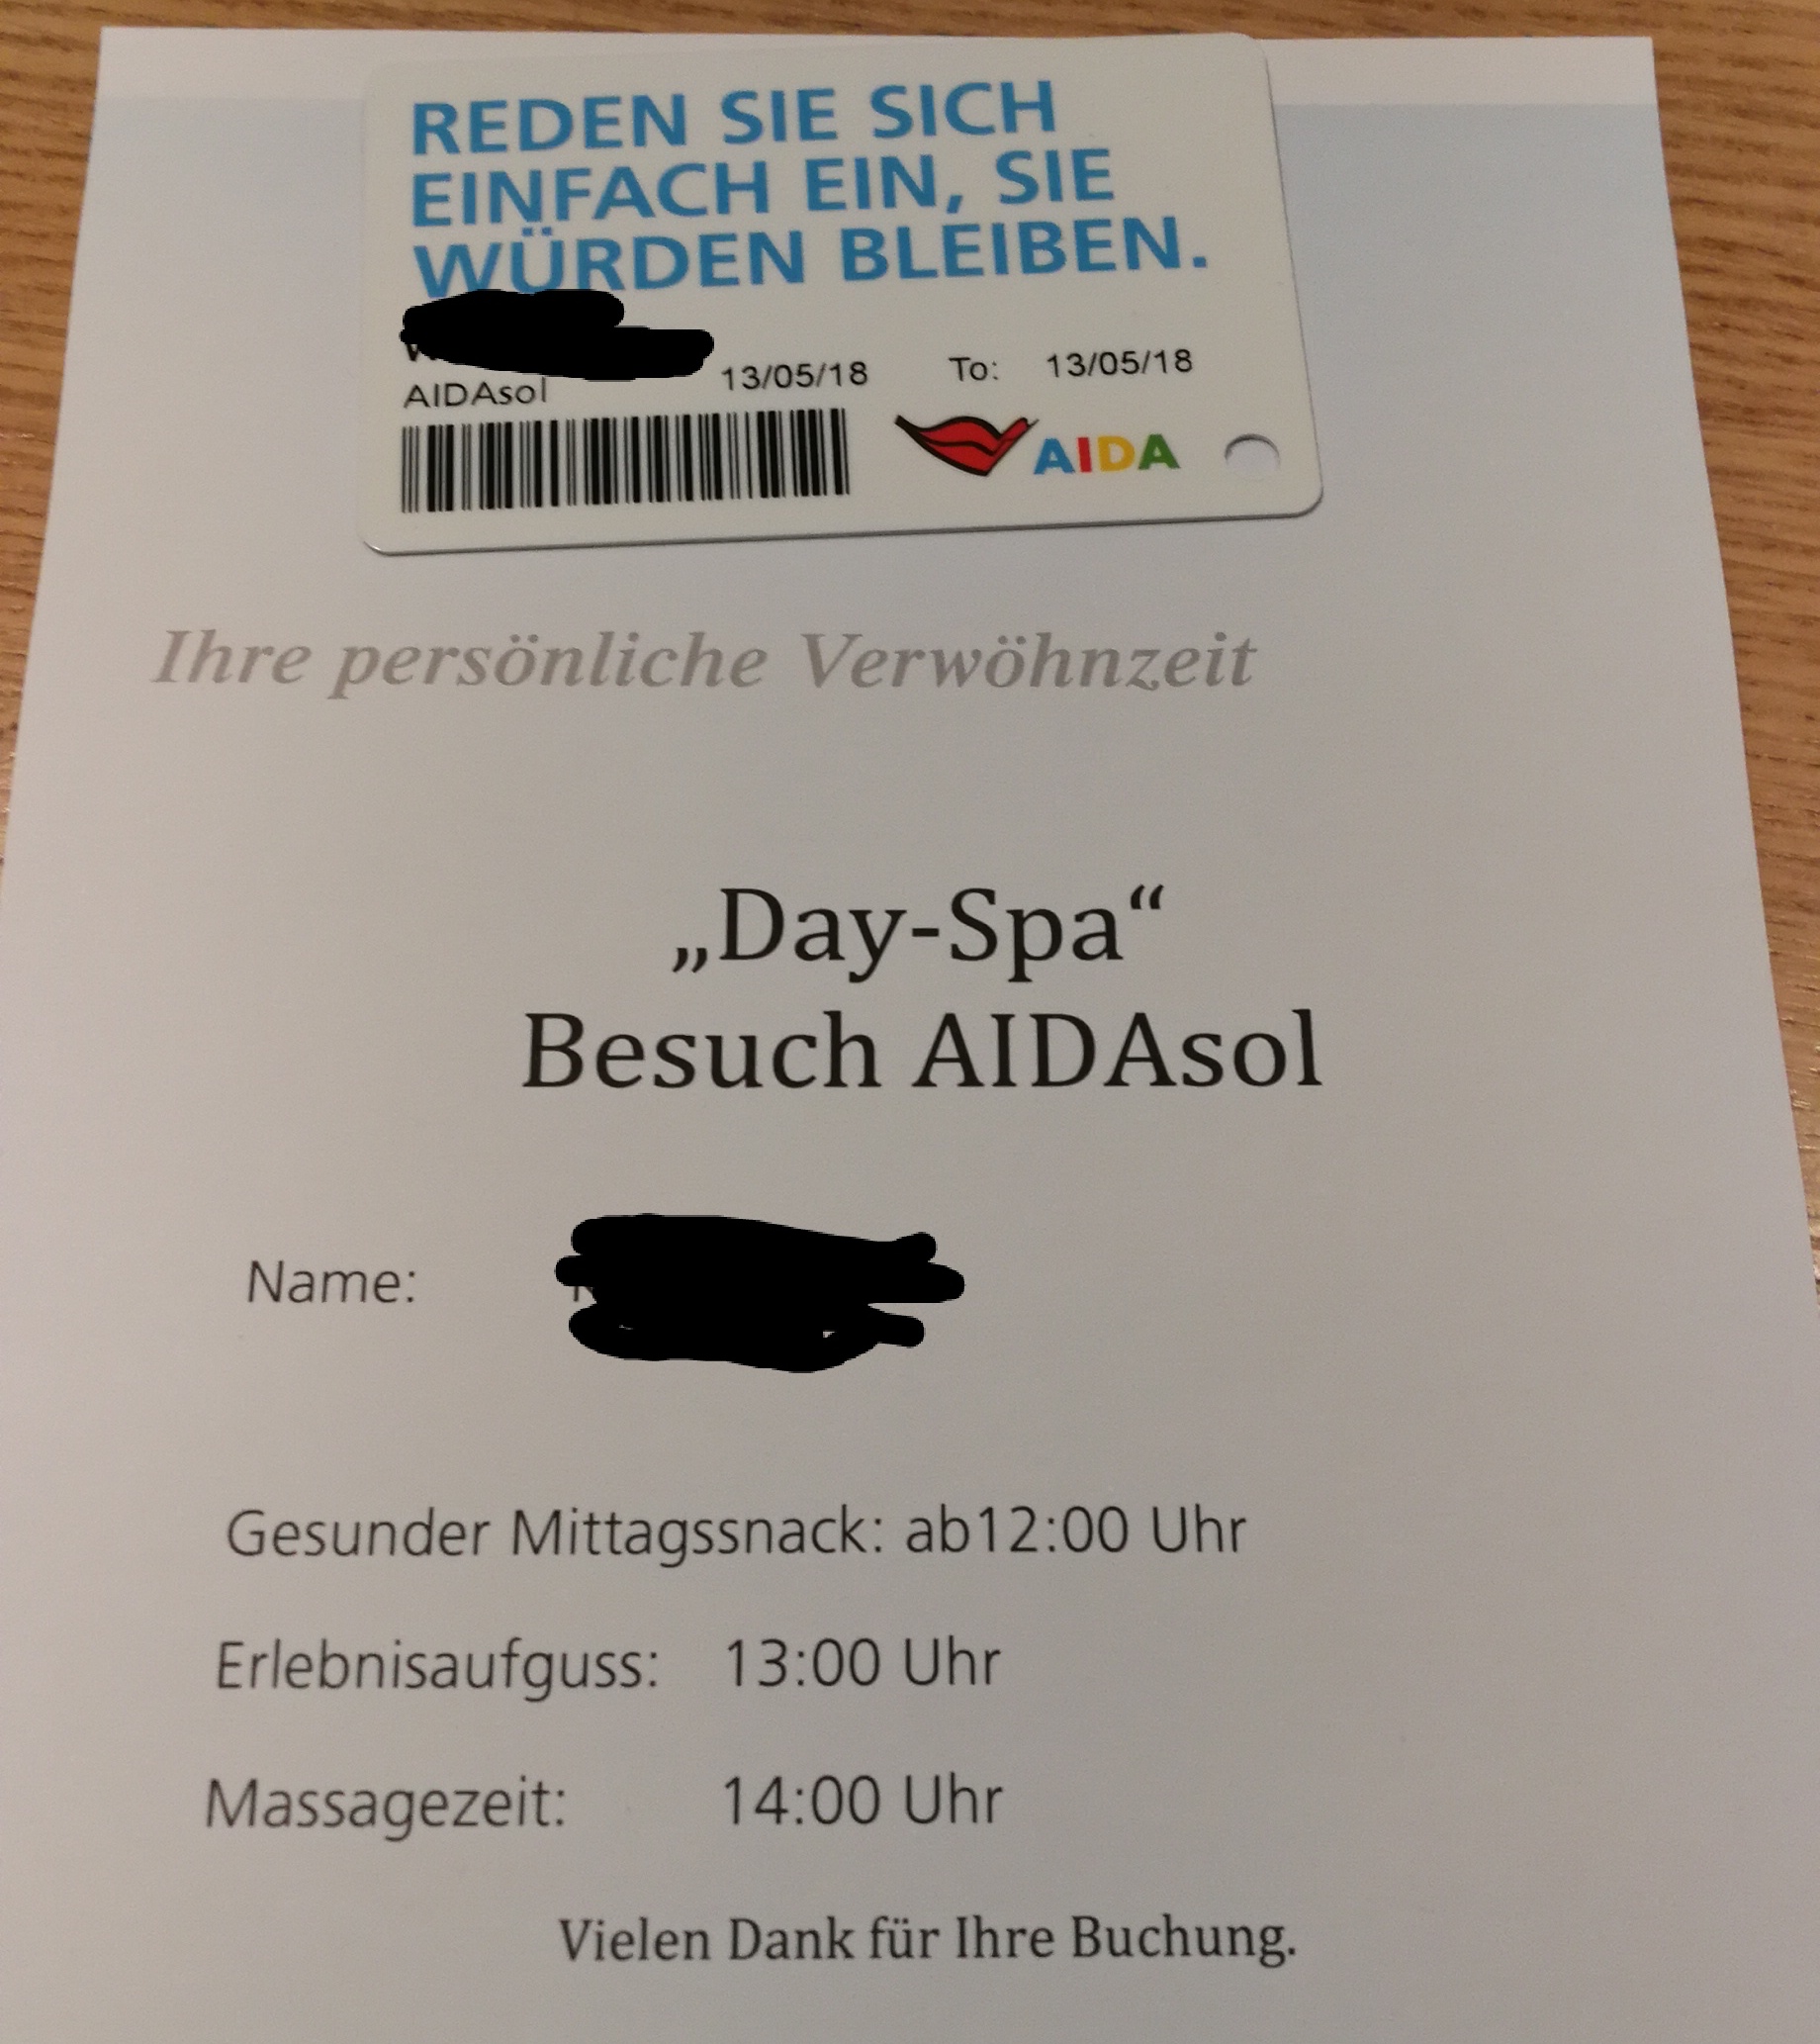 REDEN SIE SICH
EINFACH EIN, SIE
WÜRDEN BLEIBEN.
AIDAsol 13/05/18 To: 13/05/18
AIDA
Ihre persönliche Verwöhnzeit
„Day-Spa“
Besuch AIDAsol
Name:
Gesunder Mittagssnack: ab12:00 Uhr
Erlebnisaufguss: 13:00 Uhr
Massagezeit: 14:00 Uhr
Vielen Dank für Ihre Buchung.